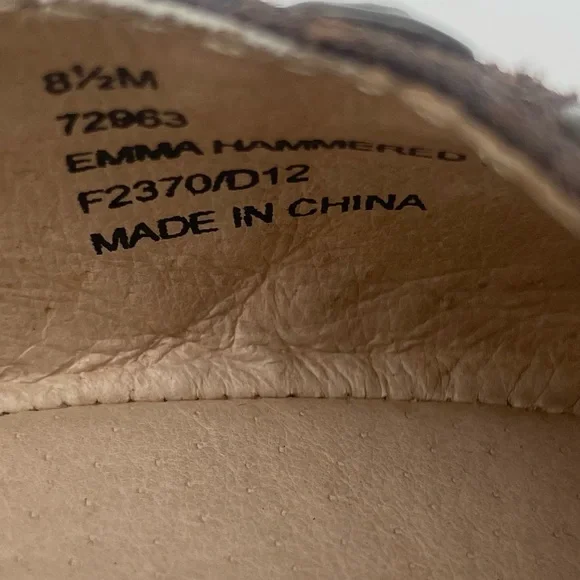 8½M
72963
EMMA HAMMERED
F2370/D12
MADE IN CHINA